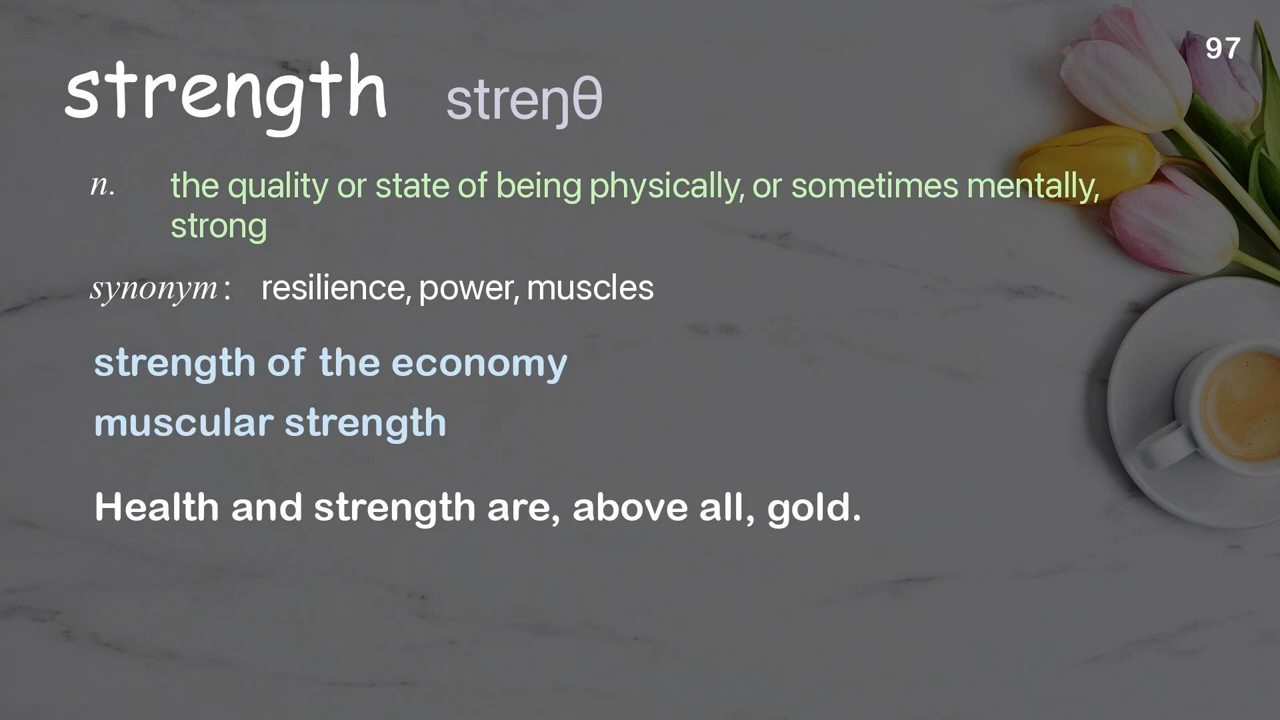 97
strength streŋθ
n. the quality or state of being physically, or sometimes mentally,
strong
synonym : resilience, power, muscles
strength of the economy
muscular strength
Health and strength are, above all, gold.